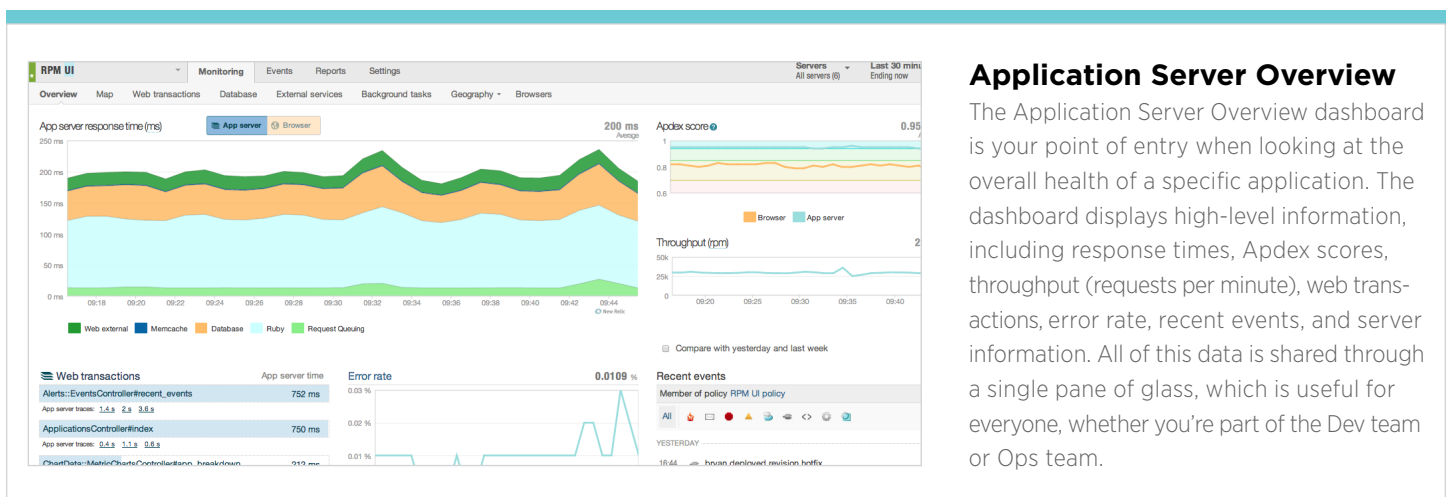 RPM UI
Monitoring Events Reports Settings
Servers
All servers (6)
Last 30 minu
Ending now
Overview Map Web transactions Database External services Background tasks Geography Browsers
App server response time (ms)
App server Browser
200 ms
Average
250 ms
200 ms
150 ms
100 ms
50 ms
0 ms
09:18 09:20 09:22 09:24 09:26 09:28 09:30 09:32 09:34 09:36 09:38 09:40 09:42 09:44
New Relic
Web external Memcache Database Ruby Request Queuing
Apdex score 0.95
1
0.8
0.6
Browser App server
Throughput (rpm) 2
50k
25k
0
09:20 09:25 09:30 09:35 09:40
Compare with yesterday and last week
Web transactions App server time
Alerts::EventsController#recent_events 752 ms
App server traces: 1.4 s 2 s 3.6 s
ApplicationsController#index 750 ms
App server traces: 0.4 s 1.1 s 0.6 s
ChartData::MetricChartsController#app_breakdown 212 ms
Error rate 0.0109 %
0.03 %
0.02 %
0.01 %
Recent events
Member of policy RPM UI policy
All
YESTERDAY
16:44 bryan deployed revision hotfix
Application Server Overview
The Application Server Overview dashboard
is your point of entry when looking at the
overall health of a specific application. The
dashboard displays high-level information,
including response times, Apdex scores,
throughput (requests per minute), web trans-
actions, error rate, recent events, and server
information. All of this data is shared through
a single pane of glass, which is useful for
everyone, whether you’re part of the Dev team
or Ops team.